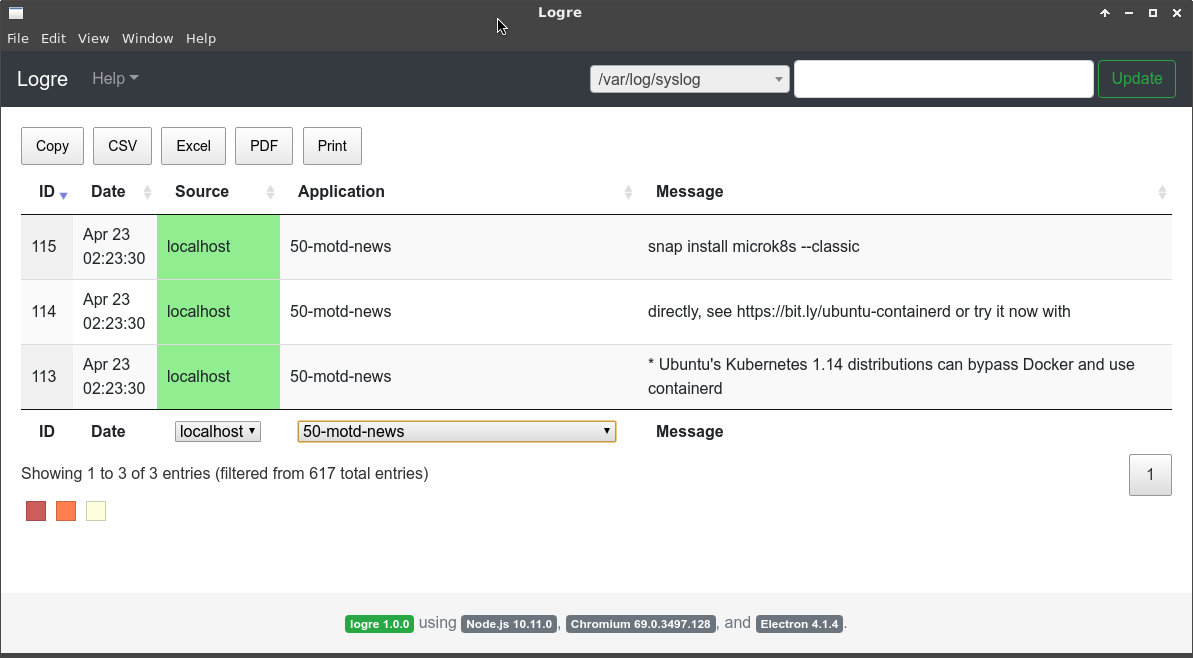 Logre
File Edit View Window Help
Logre Help /var/log/syslog Update
Copy CSV Excel PDF Print
ID Date Source Application Message
115 Apr 23 02:23:30 localhost 50-motd-news snap install microk8s --classic
114 Apr 23 02:23:30 localhost 50-motd-news directly, see https://bit.ly/ubuntu-containerd or try it now with
113 Apr 23 02:23:30 localhost 50-motd-news * Ubuntu's Kubernetes 1.14 distributions can bypass Docker and use
containerd
ID Date localhost 50-motd-news Message
Showing 1 to 3 of 3 entries (filtered from 617 total entries) 1
logre 1.0.0 using Node.js 10.11.0, Chromium 69.0.3497.128, and Electron 4.1.4.